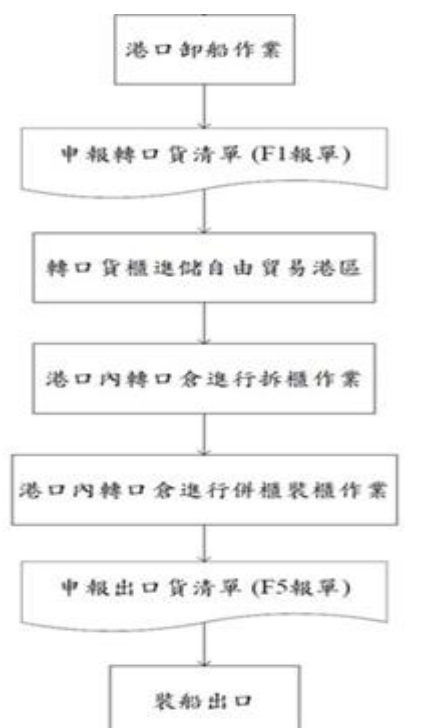 港口卸船作業
申報轉口貨清單 (F1報單)
轉口貨櫃進儲自由貿易港區
港口內轉口倉進行拆櫃作業
港口內轉口倉進行併櫃裝櫃作業
申報出口貨清單 (F5報單)
裝船出口